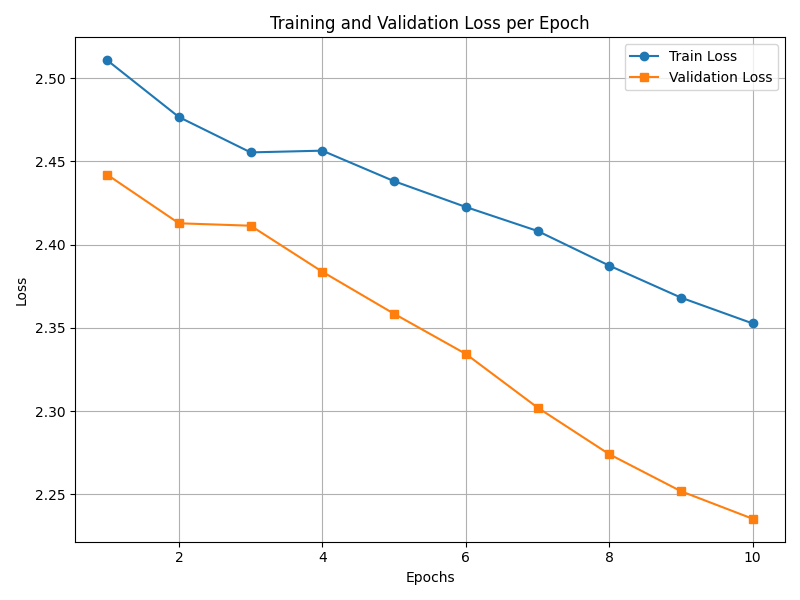 Training and Validation Loss per Epoch
Train Loss
Validation Loss
2.50
2.45
2.40
2.35
2.30
2.25
Loss
2 4 6 8 10
Epochs